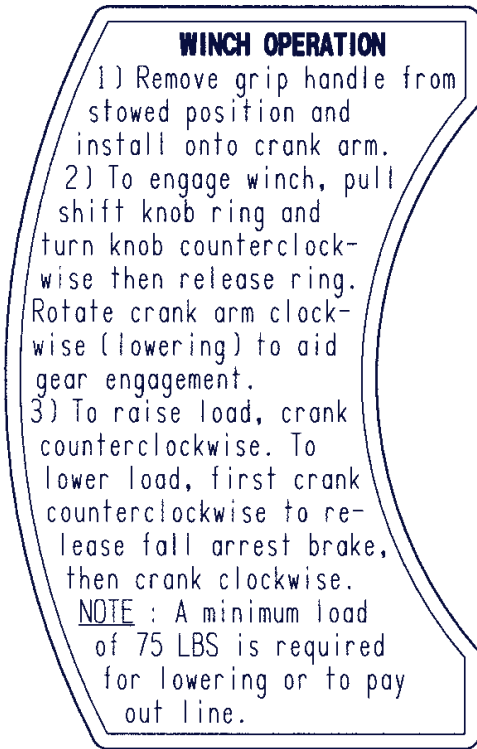 WINCH OPERATION
1) Remove grip handle from
stowed position and
install onto crank arm.
2) To engage winch, pull
shift knob ring and
turn knob counterclock-
wise then release ring.
Rotate crank arm clock-
wise (lowering) to aid
gear engagement.
3) To raise load, crank
counterclockwise. To
lower load, first crank
counterclockwise to re-
lease fall arrest brake,
then crank clockwise.
NOTE : A minimum load
of 75 LBS is required
for lowering or to pay
out line.